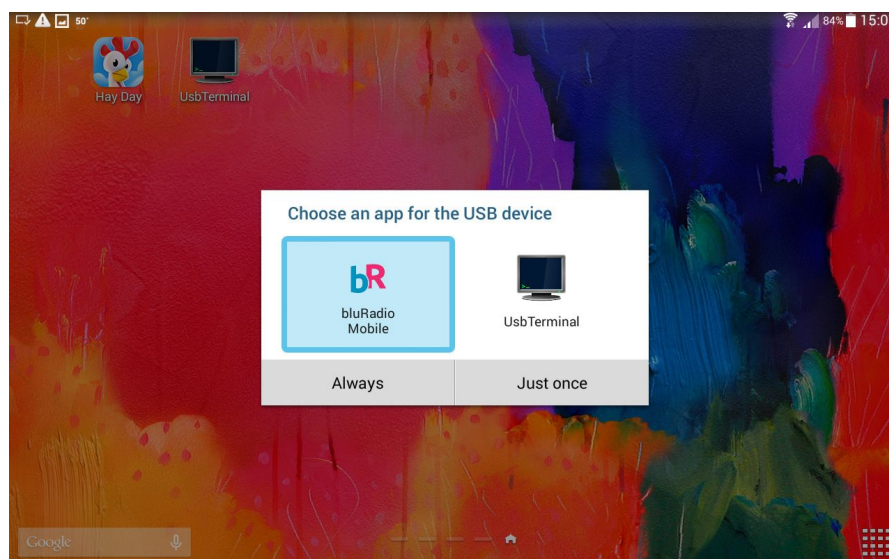 50°
84%
15:0
Hay Day
UsbTerminal
Choose an app for the USB device
bR
bluRadio
Mobile
UsbTerminal
Always
Just once
Google